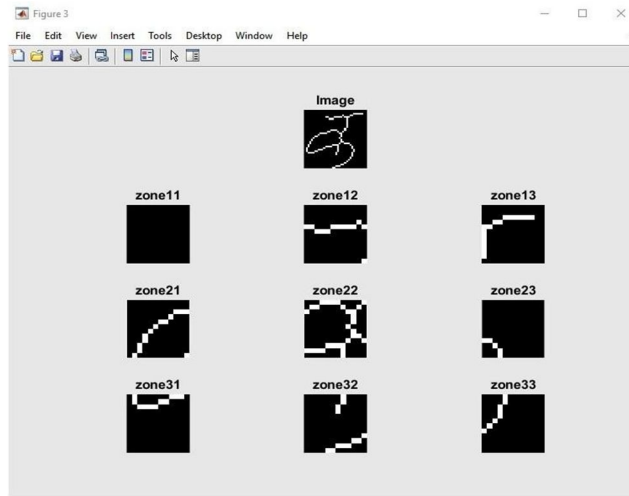 Figure 3
File Edit View Insert Tools Desktop Window Help
Image
zone11 zone12 zone13
zone21 zone22 zone23
zone31 zone32 zone33